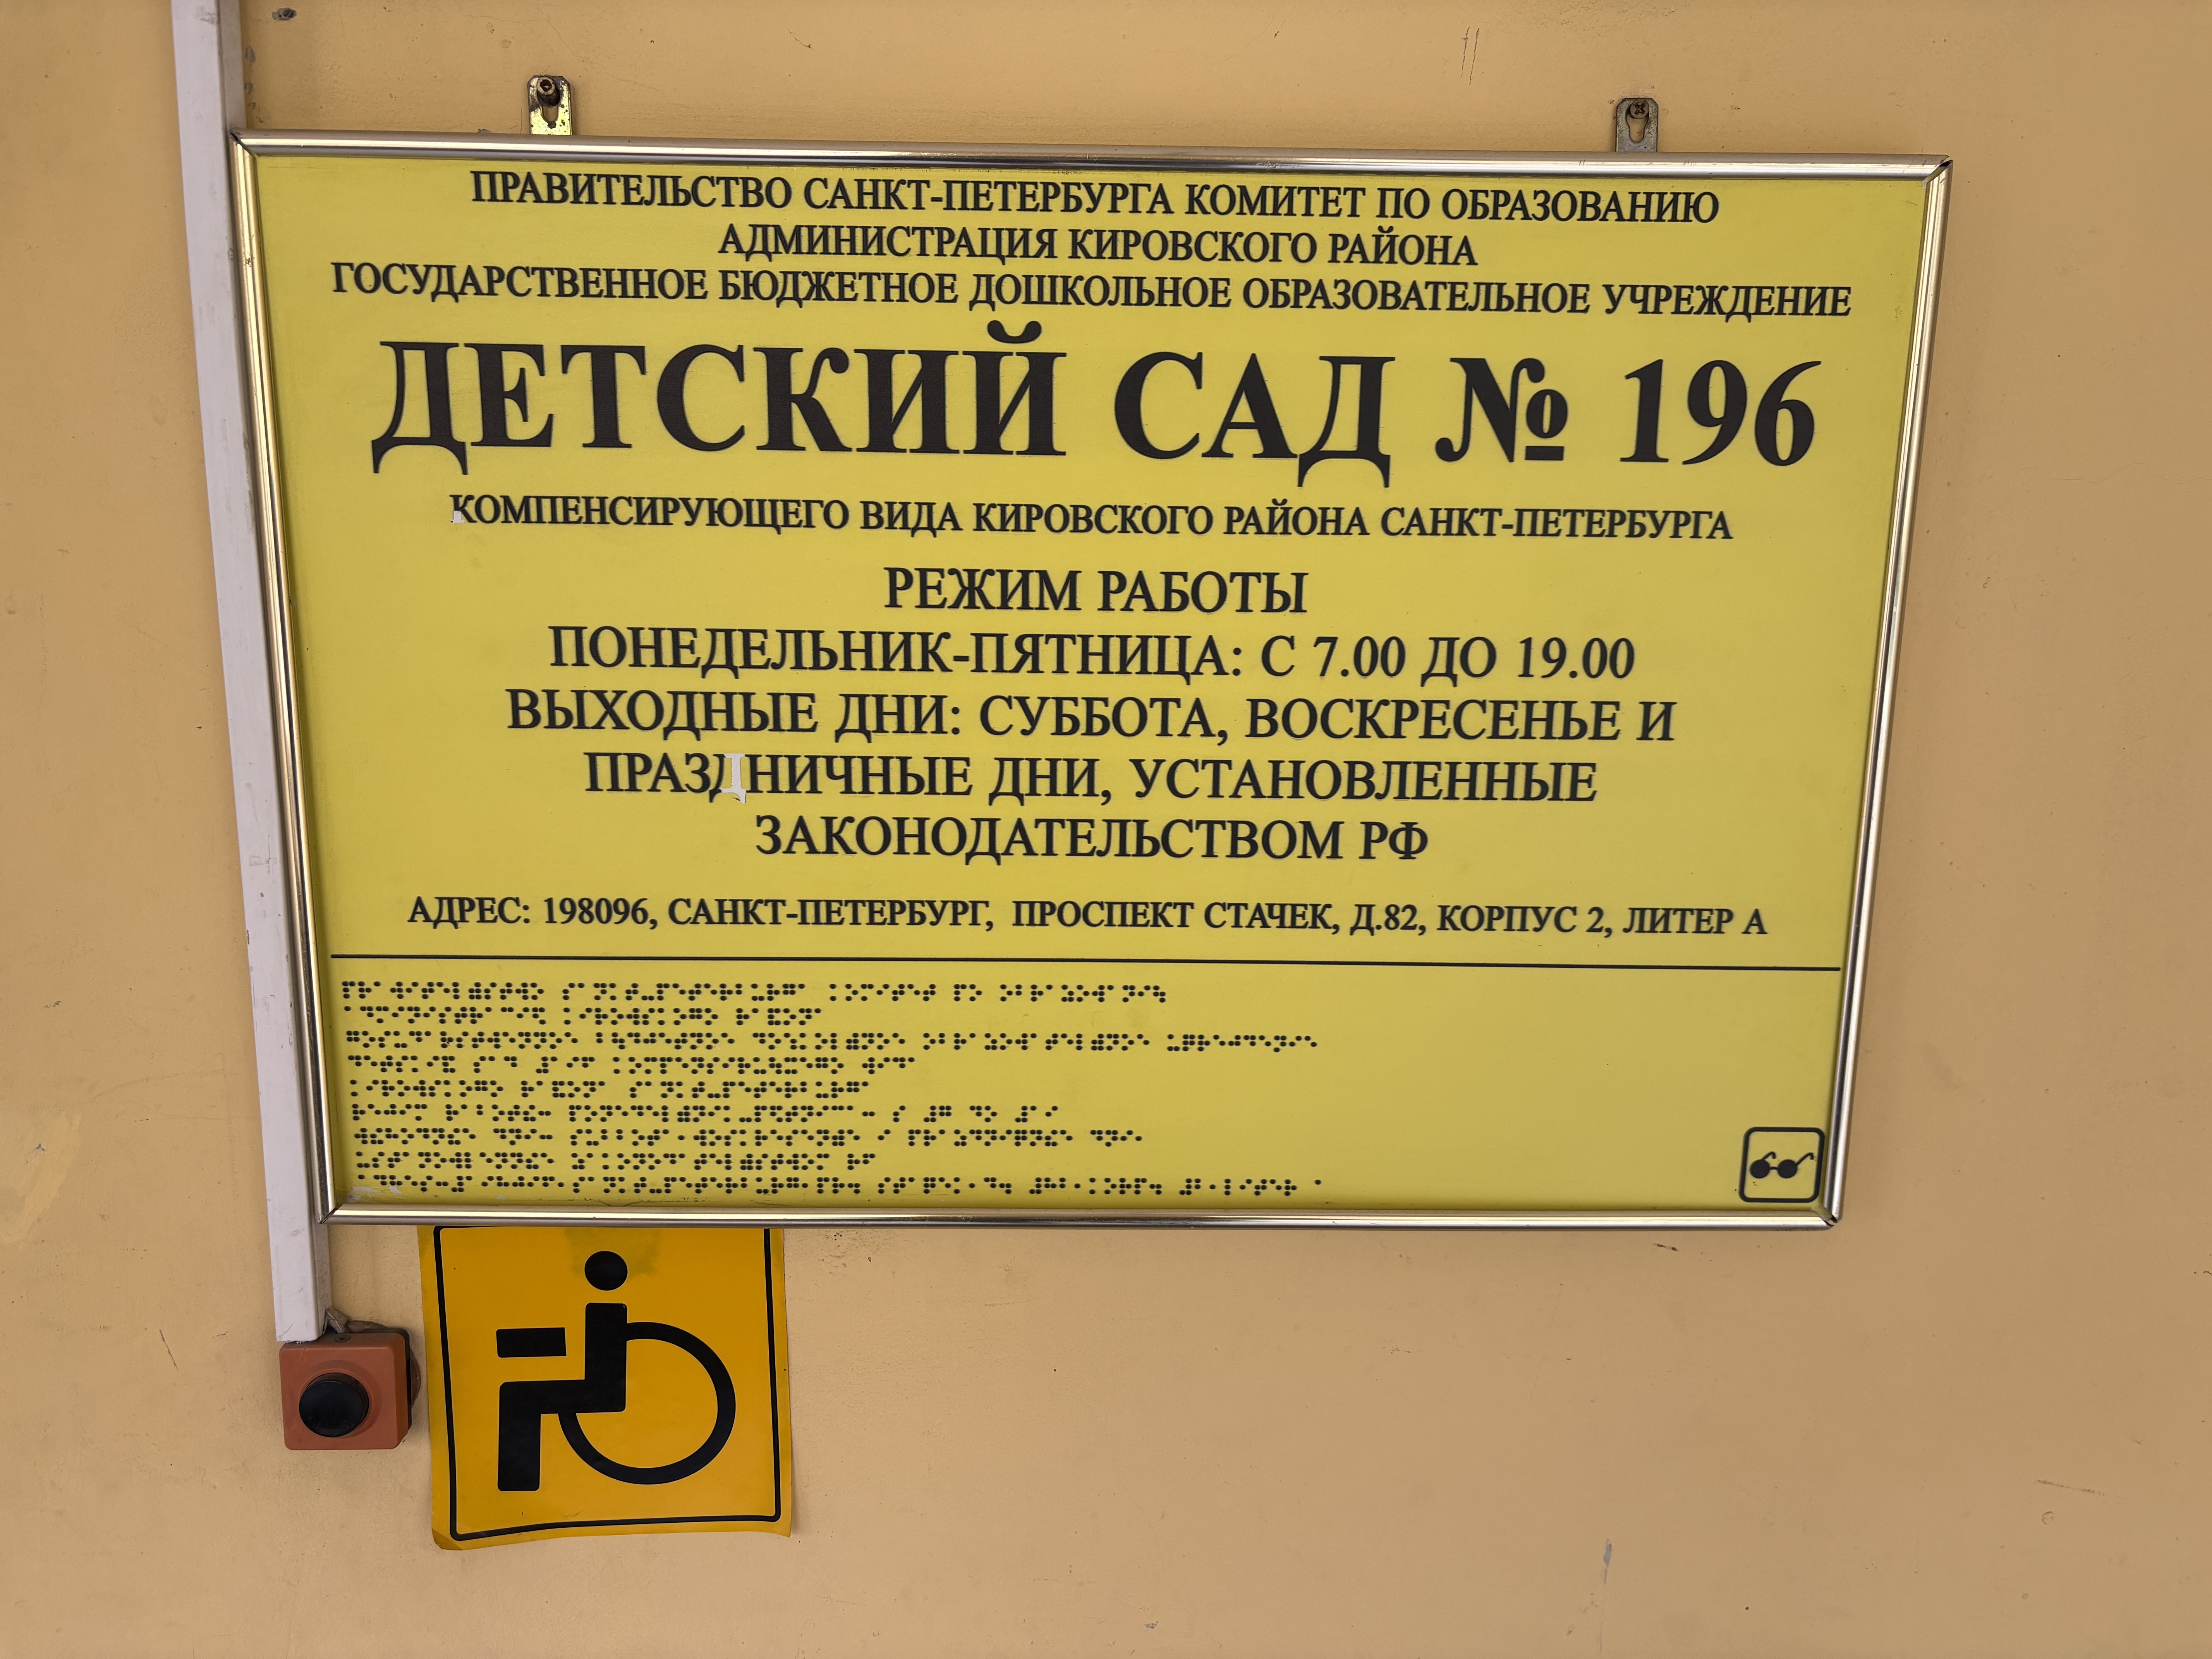 ПРАВИТЕЛЬСТВО САНКТ-ПЕТЕРБУРГА КОМИТЕТ ПО ОБРАЗОВАНИЮ
АДМИНИСТРАЦИЯ КИРОВСКОГО РАЙОНА
ГОСУДАРСТВЕННОЕ БЮДЖЕТНОЕ ДОШКОЛЬНОЕ ОБРАЗОВАТЕЛЬНОЕ УЧРЕЖДЕНИЕ
ДЕТСКИЙ САД № 196
КОМПЕНСИРУЮЩЕГО ВИДА КИРОВСКОГО РАЙОНА САНКТ-ПЕТЕРБУРГА
РЕЖИМ РАБОТЫ
ПОНЕДЕЛЬНИК-ПЯТНИЦА: С 7.00 ДО 19.00
ВЫХОДНЫЕ ДНИ: СУББОТА, ВОСКРЕСЕНЬЕ И
ПРАЗДНИЧНЫЕ ДНИ, УСТАНОВЛЕННЫЕ
ЗАКОНОДАТЕЛЬСТВОМ РФ
АДРЕС: 198096, САНКТ-ПЕТЕРБУРГ, ПРОСПЕКТ СТАЧЕК, Д.82, КОРПУС 2, ЛИТЕР А